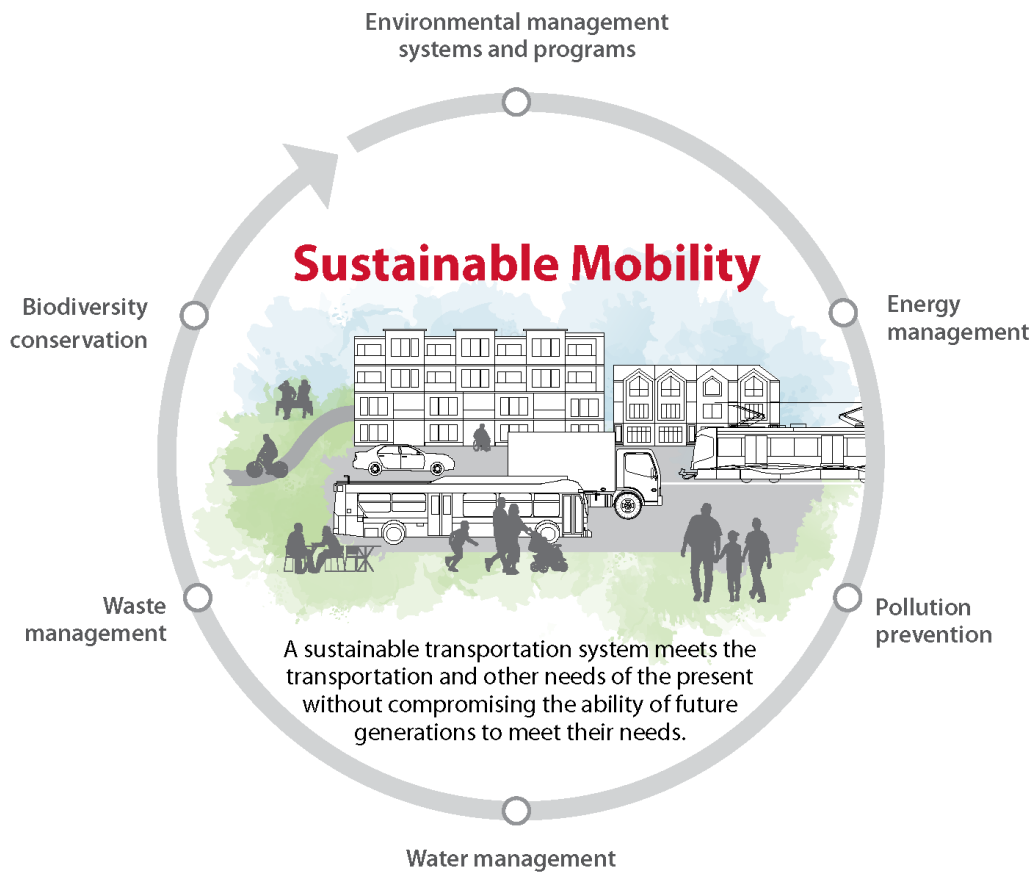 Environmental management
systems and programs
Sustainable Mobility
Biodiversity
conservation
Energy
management
Waste
management
Pollution
prevention
A sustainable transportation system meets the
transportation and other needs of the present
without compromising the ability of future
generations to meet their needs.
Water management